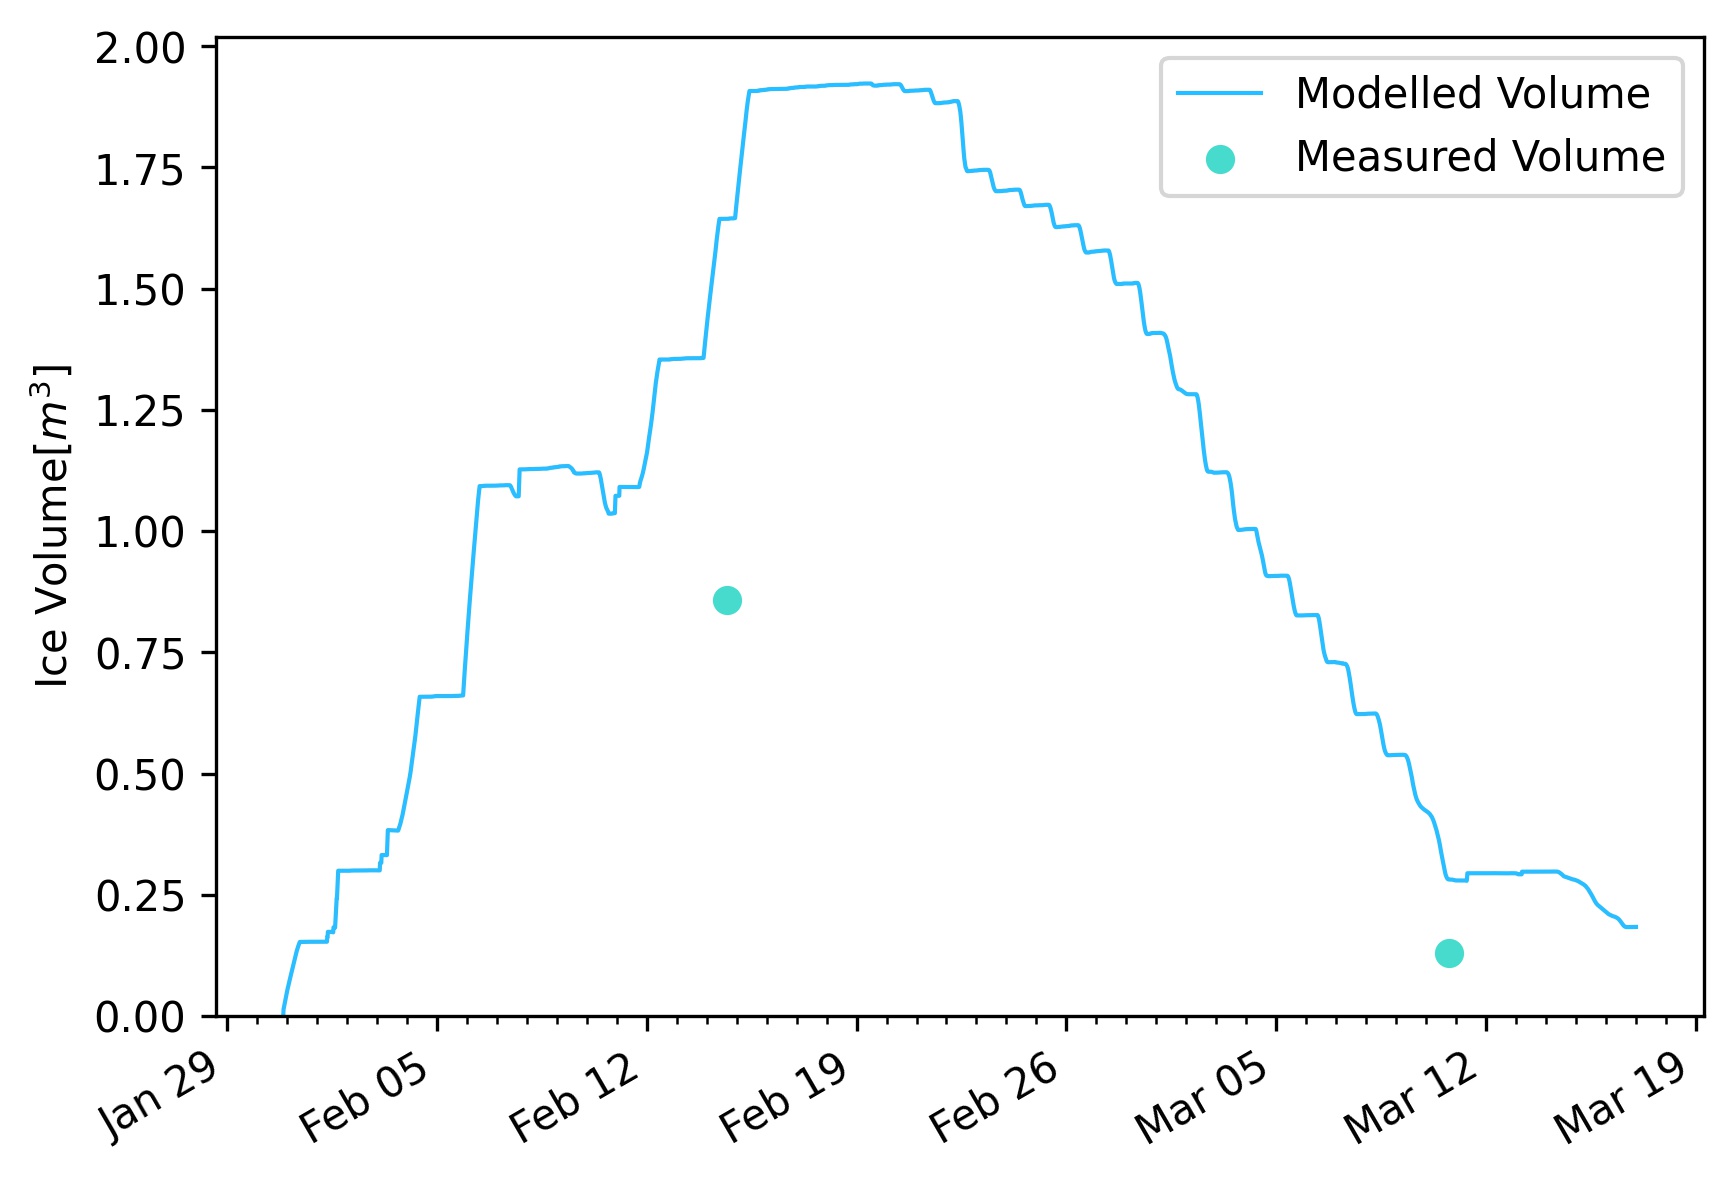 Modelled Volume
Measured Volume
Ice Volume[m³]
2.00
1.75
1.50
1.25
1.00
0.75
0.50
0.25
0.00
Jan 29
Feb 05
Feb 12
Feb 19
Feb 26
Mar 05
Mar 12
Mar 19